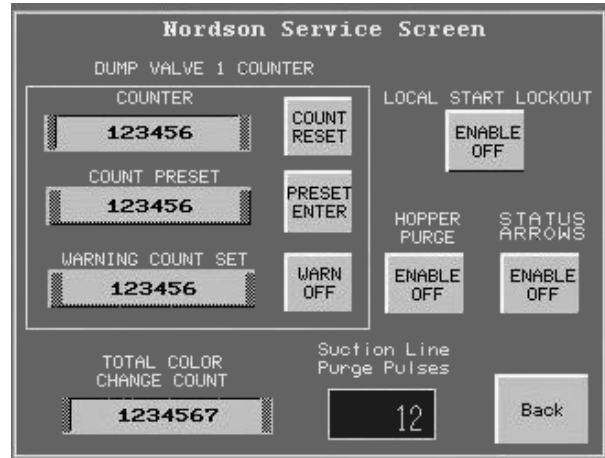 Nordson Service Screen
DUMP VALVE 1 COUNTER
COUNTER
123456
COUNT
RESET
LOCAL START LOCKOUT
ENABLE
OFF
COUNT PRESET
123456
PRESET
ENTER
HOPPER
PURGE
ENABLE
OFF
STATUS
ARROWS
ENABLE
OFF
WARNING COUNT SET
123456
WARN
OFF
TOTAL COLOR
CHANGE COUNT
1234567
Suction Line
Purge Pulses
12
Back